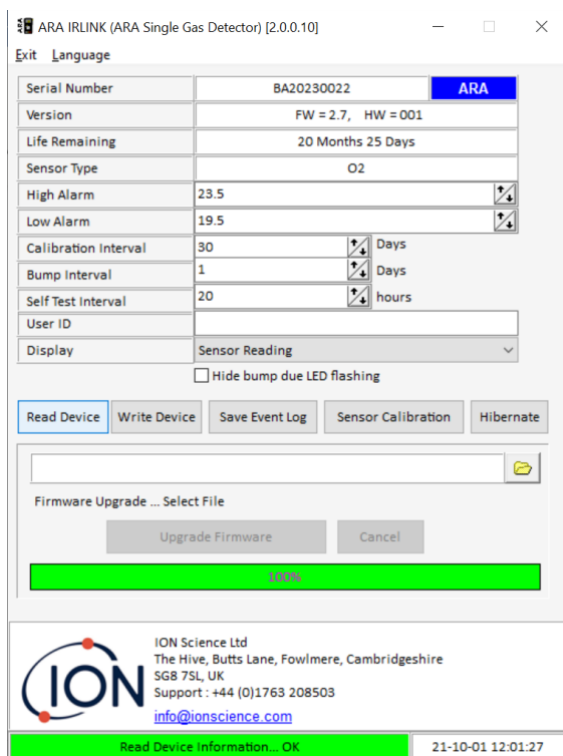 ARA IRLINK (ARA Single Gas Detector) [2.0.0.10]
Exit Language
Serial Number BA20230022 ARA
Version FW = 2.7, HW = 001
Life Remaining 20 Months 25 Days
Sensor Type O2
High Alarm 23.5
Low Alarm 19.5
Calibration Interval 30 Days
Bump Interval 1 Days
Self Test Interval 20 hours
User ID
Display Sensor Reading
Hide bump due LED flashing
Read Device Write Device Save Event Log Sensor Calibration Hibernate
Firmware Upgrade ... Select File
Upgrade Firmware Cancel
100%
ION
ION Science Ltd
The Hive, Butts Lane, Fowlmere, Cambridgeshire
SG8 7SL, UK
Support : +44 (0)1763 208503
info@ionscience.com
Read Device Information... OK 21-10-01 12:01:27